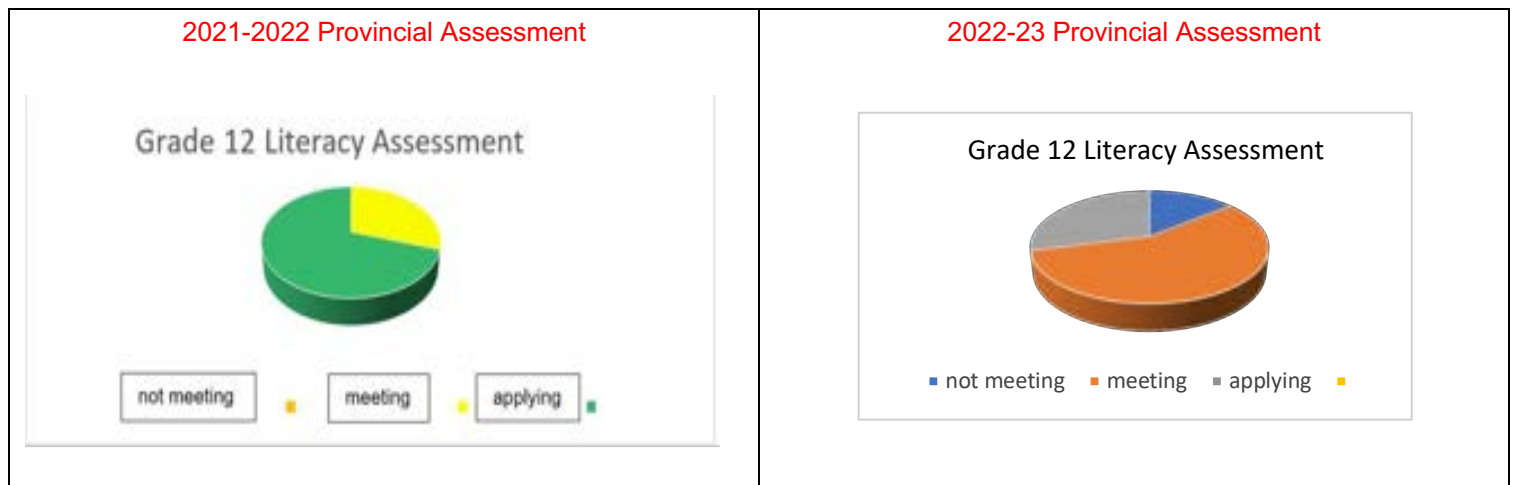 2021-2022 Provincial Assessment
Grade 12 Literacy Assessment
not meeting meeting applying
2022-23 Provincial Assessment
Grade 12 Literacy Assessment
not meeting meeting applying